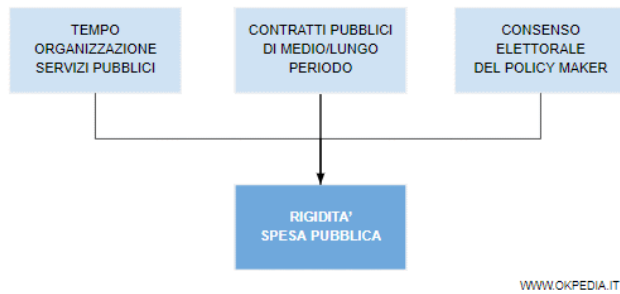 TEMPO
ORGANIZZAZIONE
SERVIZI PUBBLICI
CONTRATTI PUBBLICI
DI MEDIO/LUNGO
PERIODO
CONSENSO
ELETTORALE
DEL POLICY MAKER
RIGIDITA'
SPESA PUBBLICA
WWW.OKPEDIA.IT